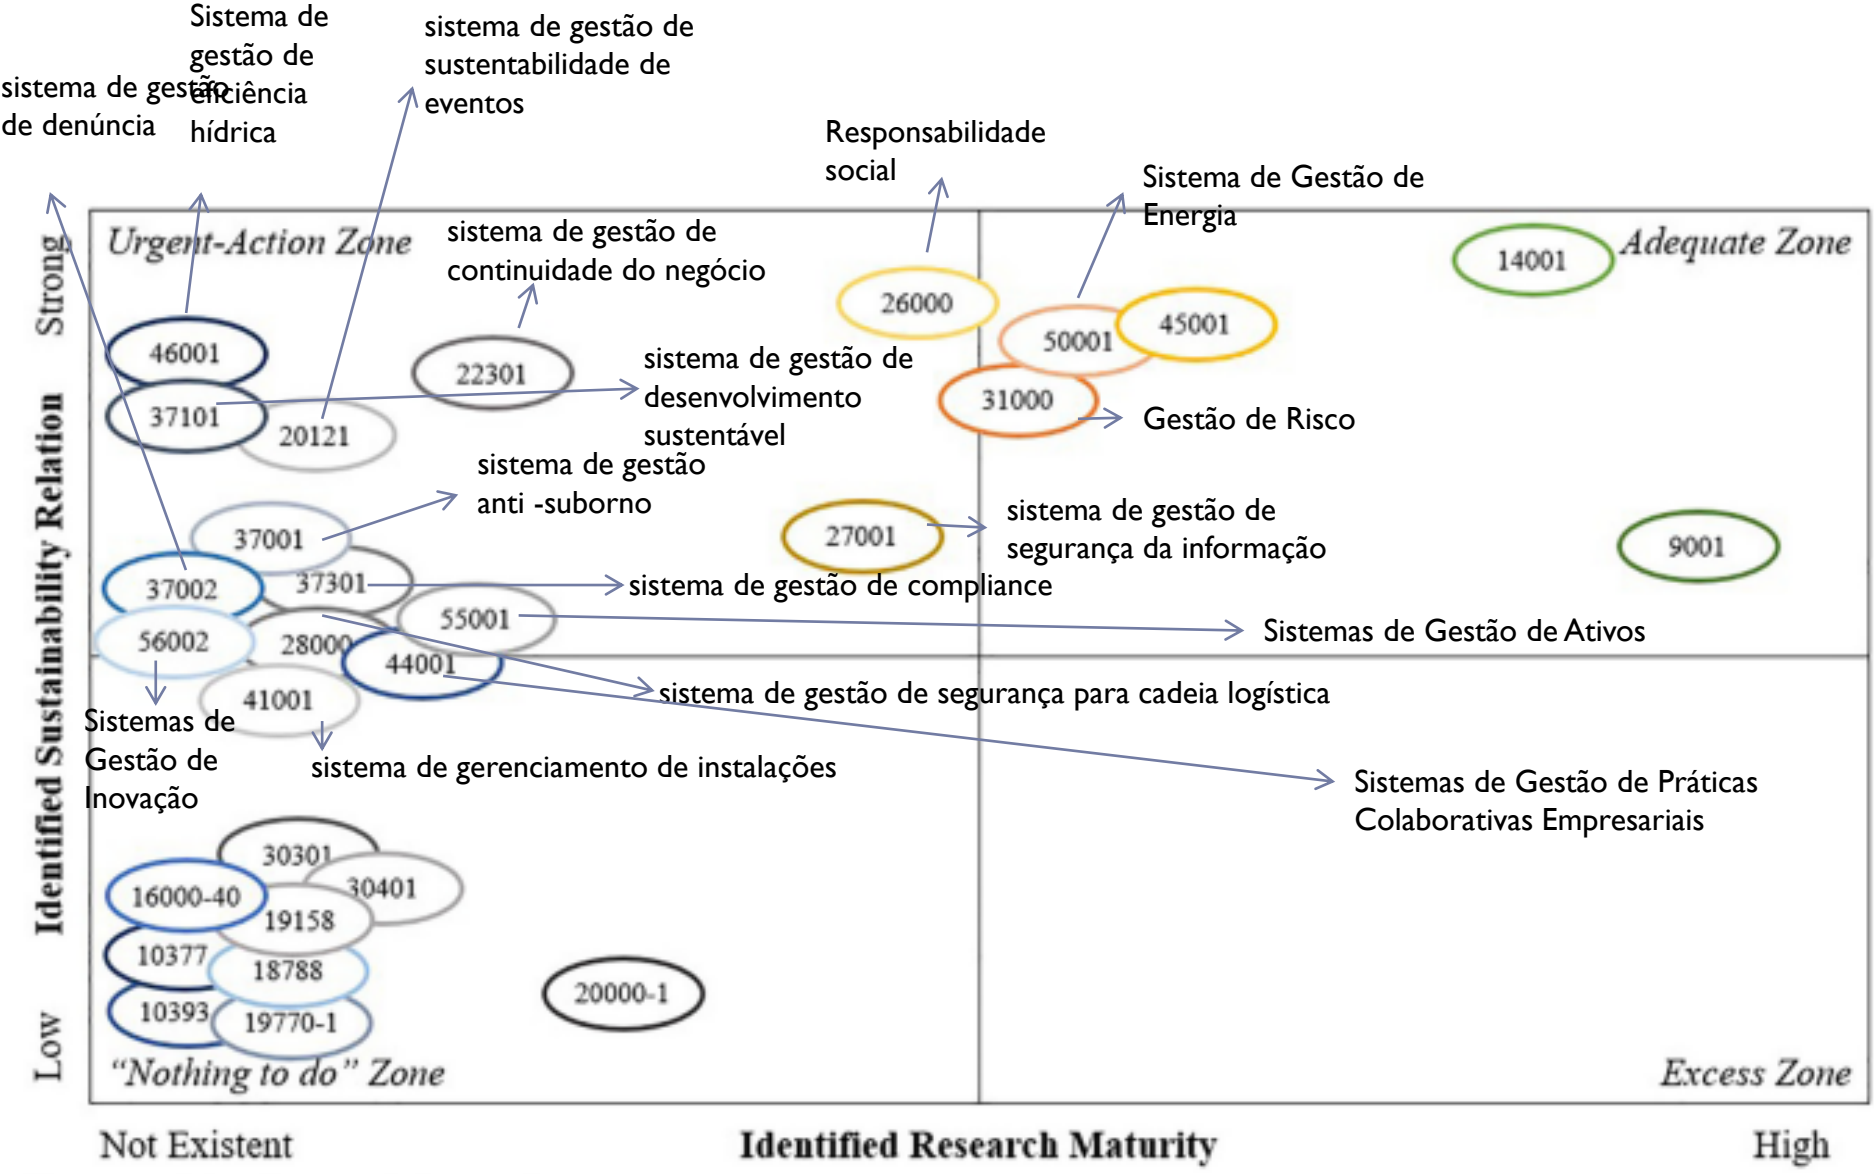 Sistema de
gestão de
eficiência
hídrica
sistema de gestão
de denúncia
sistema de gestão de
sustentabilidade de
eventos
Responsabilidade
social
Sistema de Gestão de
Energia
Urgent-Action Zone
Adequate Zone
sistema de gestão de
continuidade do negócio
14001
26000
45001
50001
46001
22301
31000
sistema de gestão de
desenvolvimento
sustentável
37101
20121
Gestão de Risco
sistema de gestão
anti -suborno
37001
27001
sistema de gestão de
segurança da informação
9001
37002
37301
sistema de gestão de compliance
55001
Sistemas de Gestão de Ativos
56002
28000
44001
41001
sistema de gestão de segurança para cadeia logística
Sistemas de
Gestão de
Inovação
sistema de gerenciamento de instalações
Sistemas de Gestão de Práticas
Colaborativas Empresariais
30301
30401
16000-40
19158
10377
18788
20000-1
10393
19770-1
“Nothing to do” Zone
Excess Zone
Strong
Identified Sustainability Relation
Low
Not Existent
Identified Research Maturity
High